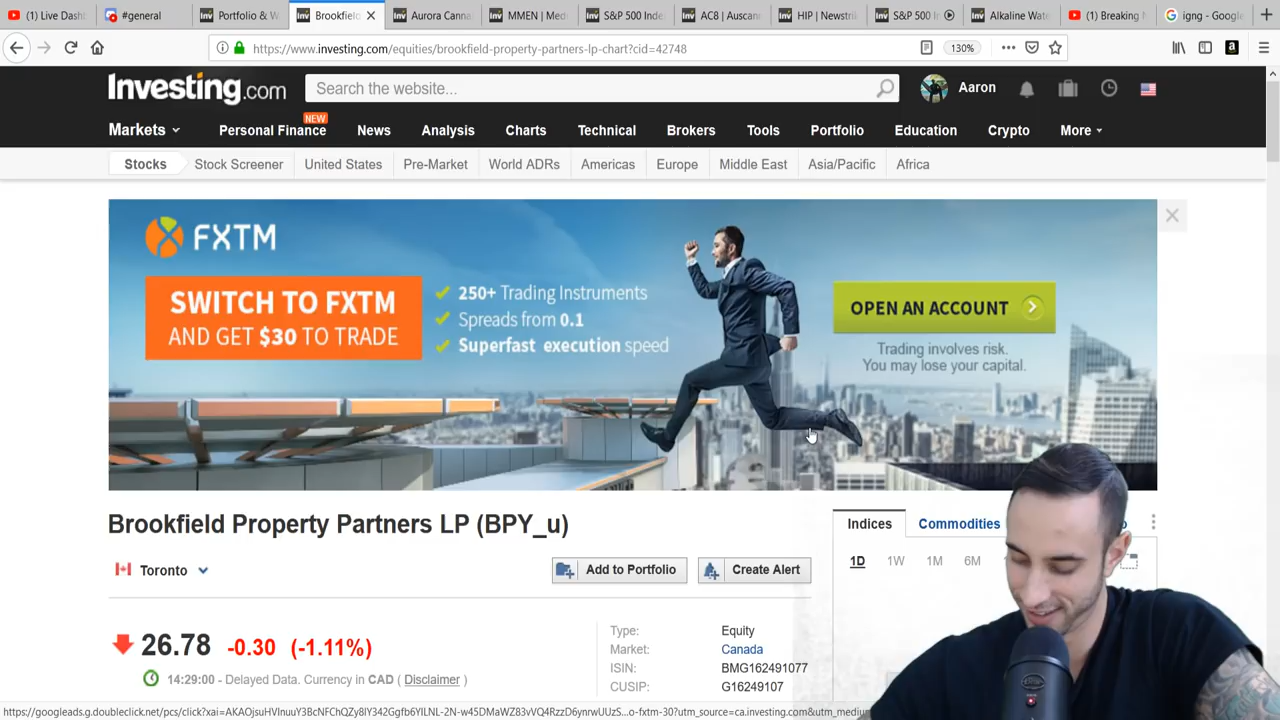 (1) Live Dash
#general
Portfolio & W
Brookfield
Aurora Canna
MMEN | Med
S&P 500 Inde
AC8 | Auscann
HIP | Newstrik
S&P 500 I
Alkaline Wate
(1) Breaking N
igng - Google
https://www.investing.com/equities/brookfield-property-partners-lp-chart?cid=42748
130%
Investing.com
Search the website...
Aaron
NEW
Markets
Personal Finance
News
Analysis
Charts
Technical
Brokers
Tools
Portfolio
Education
Crypto
More
Stocks
Stock Screener
United States
Pre-Market
World ADRs
Americas
Europe
Middle East
Asia/Pacific
Africa
FXTM
SWITCH TO FXTM
AND GET $30 TO TRADE
250+ Trading Instruments
Spreads from 0.1
Superfast execution speed
OPEN AN ACCOUNT
Trading involves risk.
You may lose your capital.
Brookfield Property Partners LP (BPY_u)
Toronto
Add to Portfolio
Create Alert
Indices
Commodities
1D
1W
1M
6M
26.78 -0.30 (-1.11%)
14:29:00 - Delayed Data. Currency in CAD ( Disclaimer )
Type: Equity
Market: Canada
ISIN: BMG162491077
CUSIP: G16249107